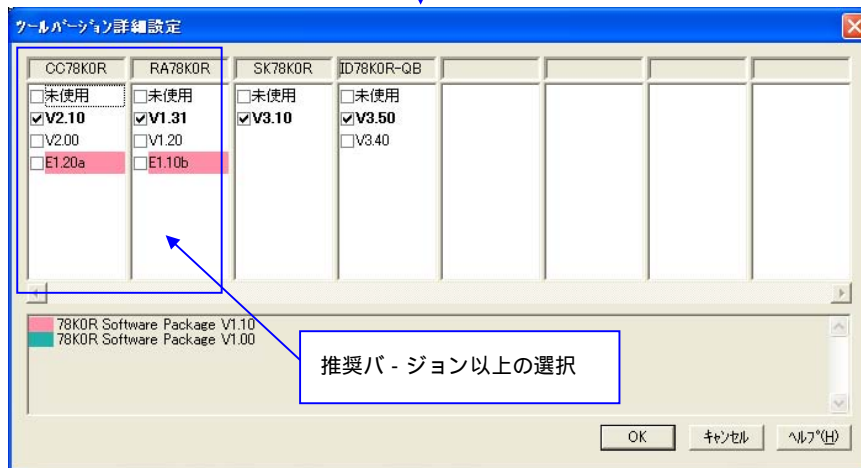 ツールバージョン詳細設定
CC78K0R RA78K0R SK78K0R ID78K0R-QB
未使用 未使用 未使用 未使用
V2.10 V1.31 V3.10 V3.50
V2.00 V1.20 V3.40
E1.20a E1.10b
78K0R Software Package V1.10
78K0R Software Package V1.00
推奨バ - ジョン以上の選択
OK キャンセル ヘルプ(H)